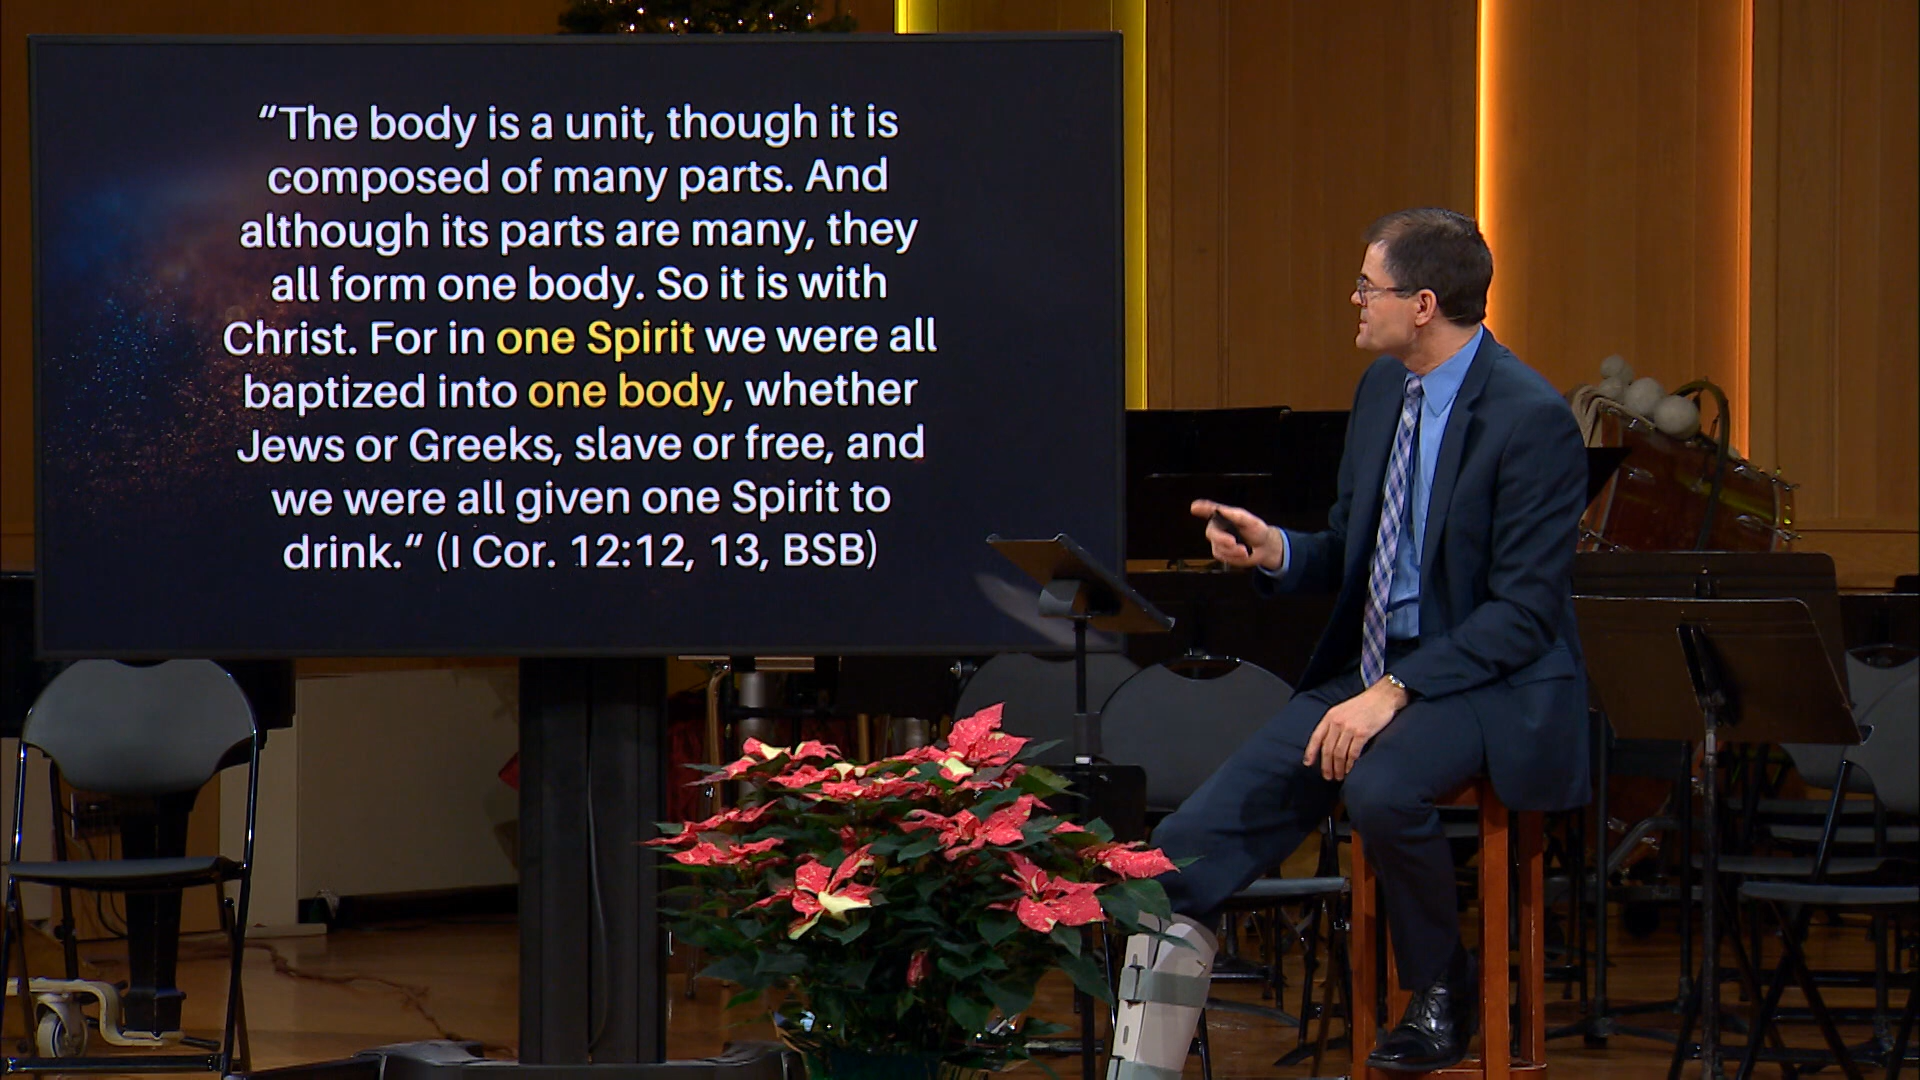 “The body is a unit, though it is
composed of many parts. And
although its parts are many, they
all form one body. So it is with
Christ. For in one Spirit we were all
baptized into one body, whether
Jews or Greeks, slave or free, and
we were all given one Spirit to
drink.“ (I Cor. 12:12, 13, BSB)